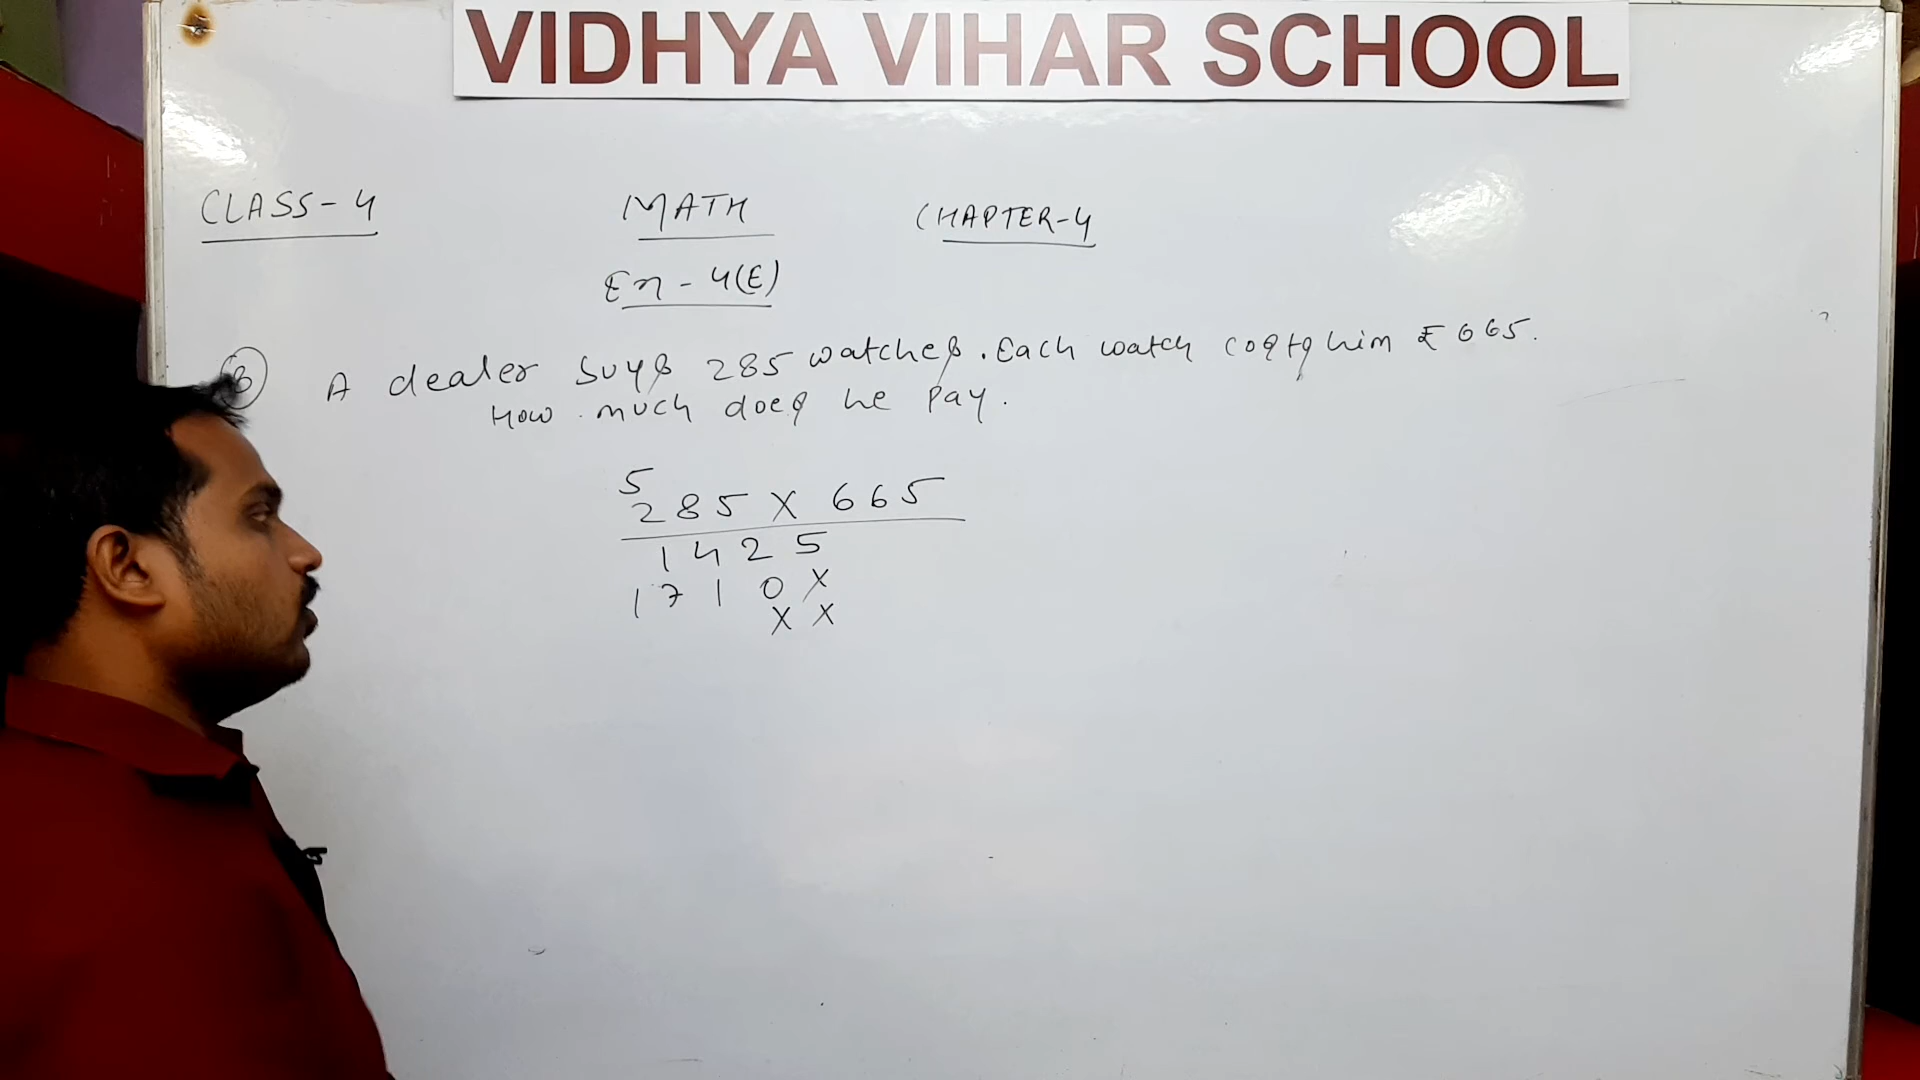 VIDHYA VIHAR SCHOOL
CLASS-4 MATH CHAPTER-4
Ex - 4(E)
8 A dealer buys 285 watches. Each watch costs him ₹ 665.
How much does he pay.
5
285 X 665
1425
1710X
XX